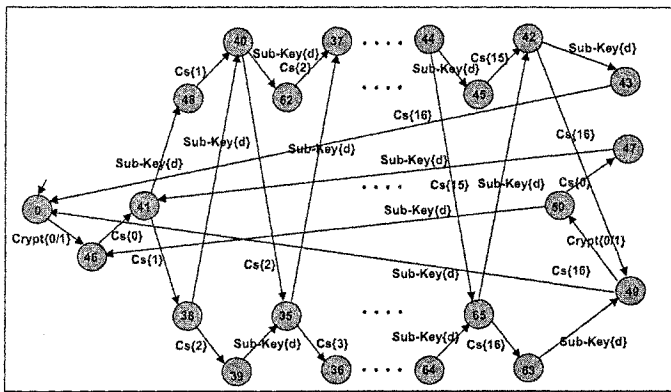 40 37 44 42
Sub-Key{d} Sub-Key{d} Cs{15} Sub-Key{d}
Cs{1} Cs{2}
48 62 45 43
Cs{16}
Sub-Key{d} Sub-Key{d} Sub-Key{d} Sub-Key{d} Cs{16} 47
Sub-Key{d} Cs{15} Cs{0}
0 41 50
Crypt{0/1} Cs{0} Sub-Key{d} Crypt{0/1}
46 Cs{1} Cs{2} Sub-Key{d} Cs{16}
49
38 35 65
Cs{2} Sub-Key{d} Cs{3} Sub-Key{d} Cs{16} Sub-Key{d}
39 36 64 63